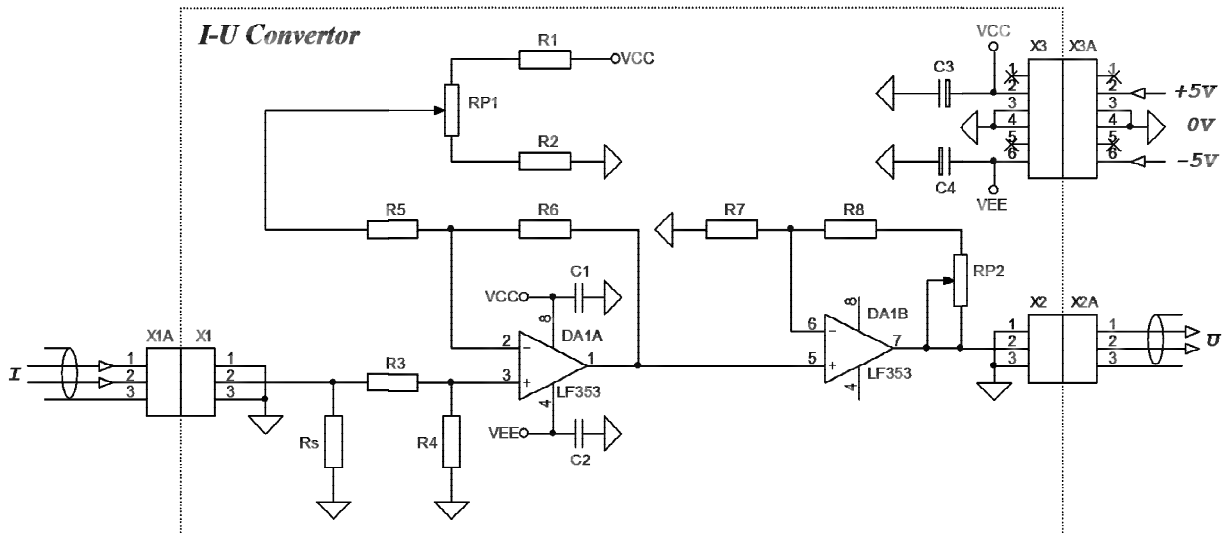 I-U Convertor
R1
VCC
RP1
R2
R5
R6
C1
VCC
8
DA1A
2
−
1
3
+
LF353
4
VEE
C2
X1A X1
I
1
2
3
1
2
3
R3
Rs
R4
R7
R8
RP2
8
DA1B
6
−
7
5
+
LF353
4
VCC
X3 X3A
C3
1
2
3
4
5
6
1
2
3
4
5
6
+5V
0V
-5V
C4
VEE
X2 X2A
1
2
3
1
2
3
U